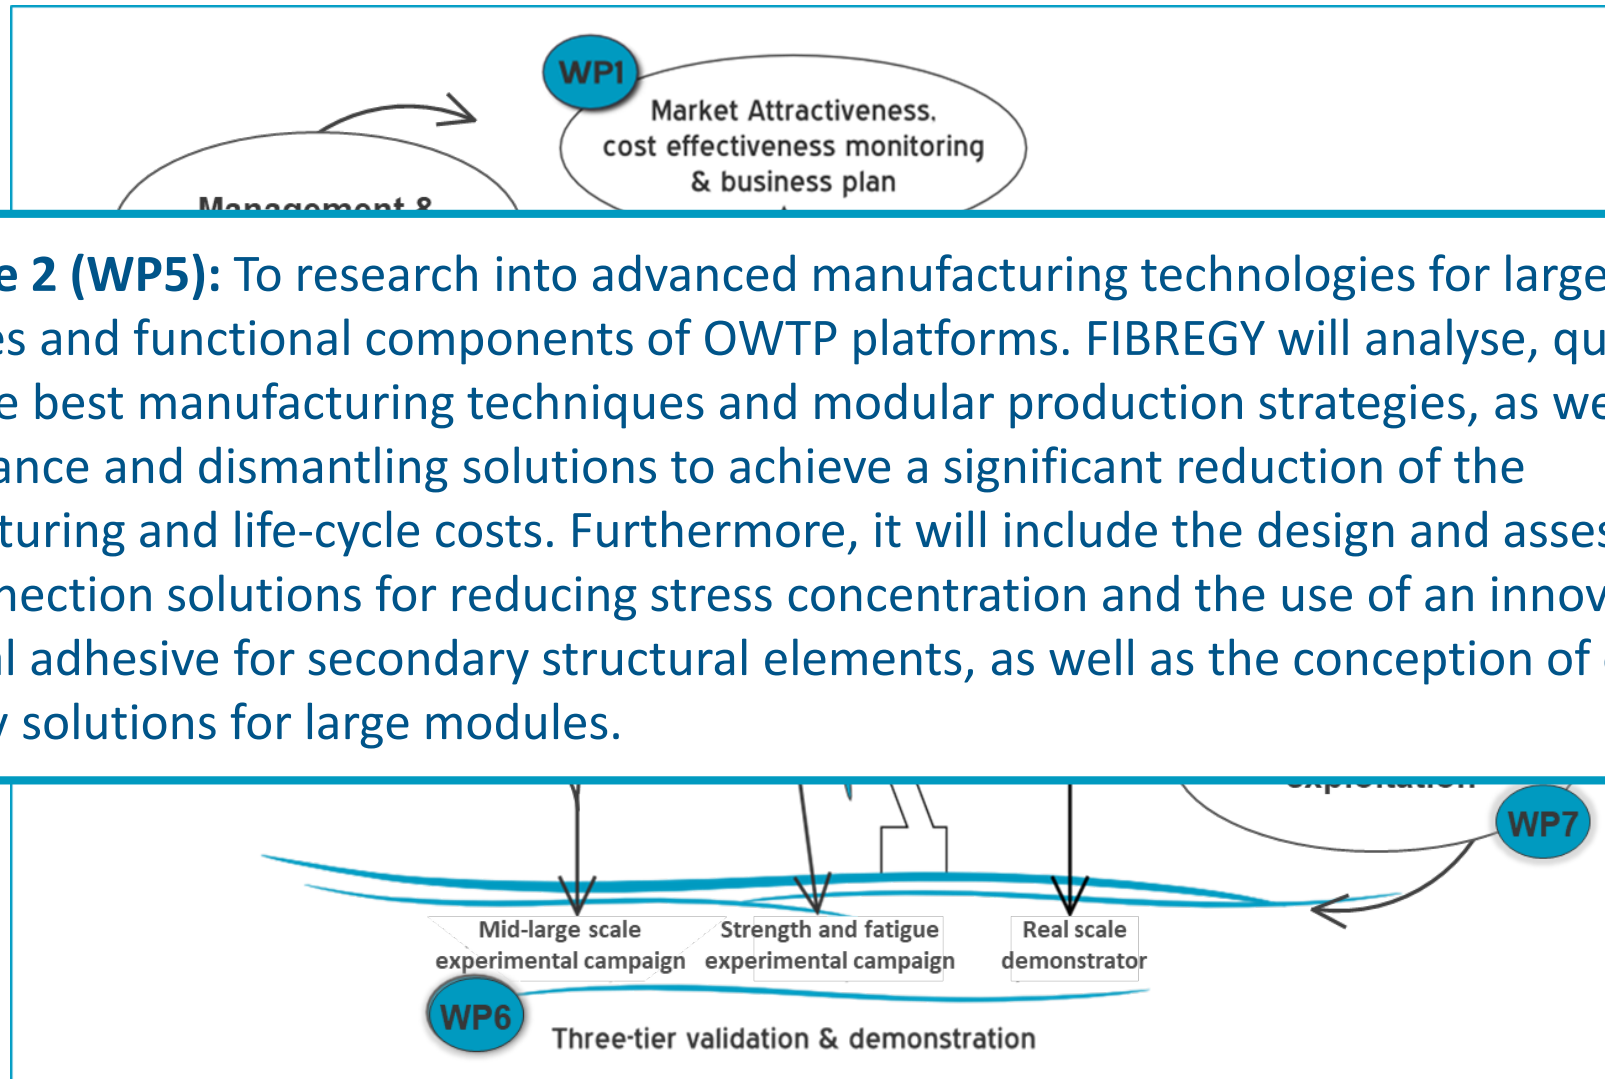 WP1
Market Attractiveness,
cost effectiveness monitoring
& business plan
Management &
e 2 (WP5): To research into advanced manufacturing technologies for large
es and functional components of OWTP platforms. FIBREGY will analyse, qu
e best manufacturing techniques and modular production strategies, as we
ance and dismantling solutions to achieve a significant reduction of the
turing and life-cycle costs. Furthermore, it will include the design and asses
nection solutions for reducing stress concentration and the use of an innov
al adhesive for secondary structural elements, as well as the conception of
y solutions for large modules.
exploitation
WP7
Mid-large scale
experimental campaign
Strength and fatigue
experimental campaign
Real scale
demonstrator
WP6
Three-tier validation & demonstration